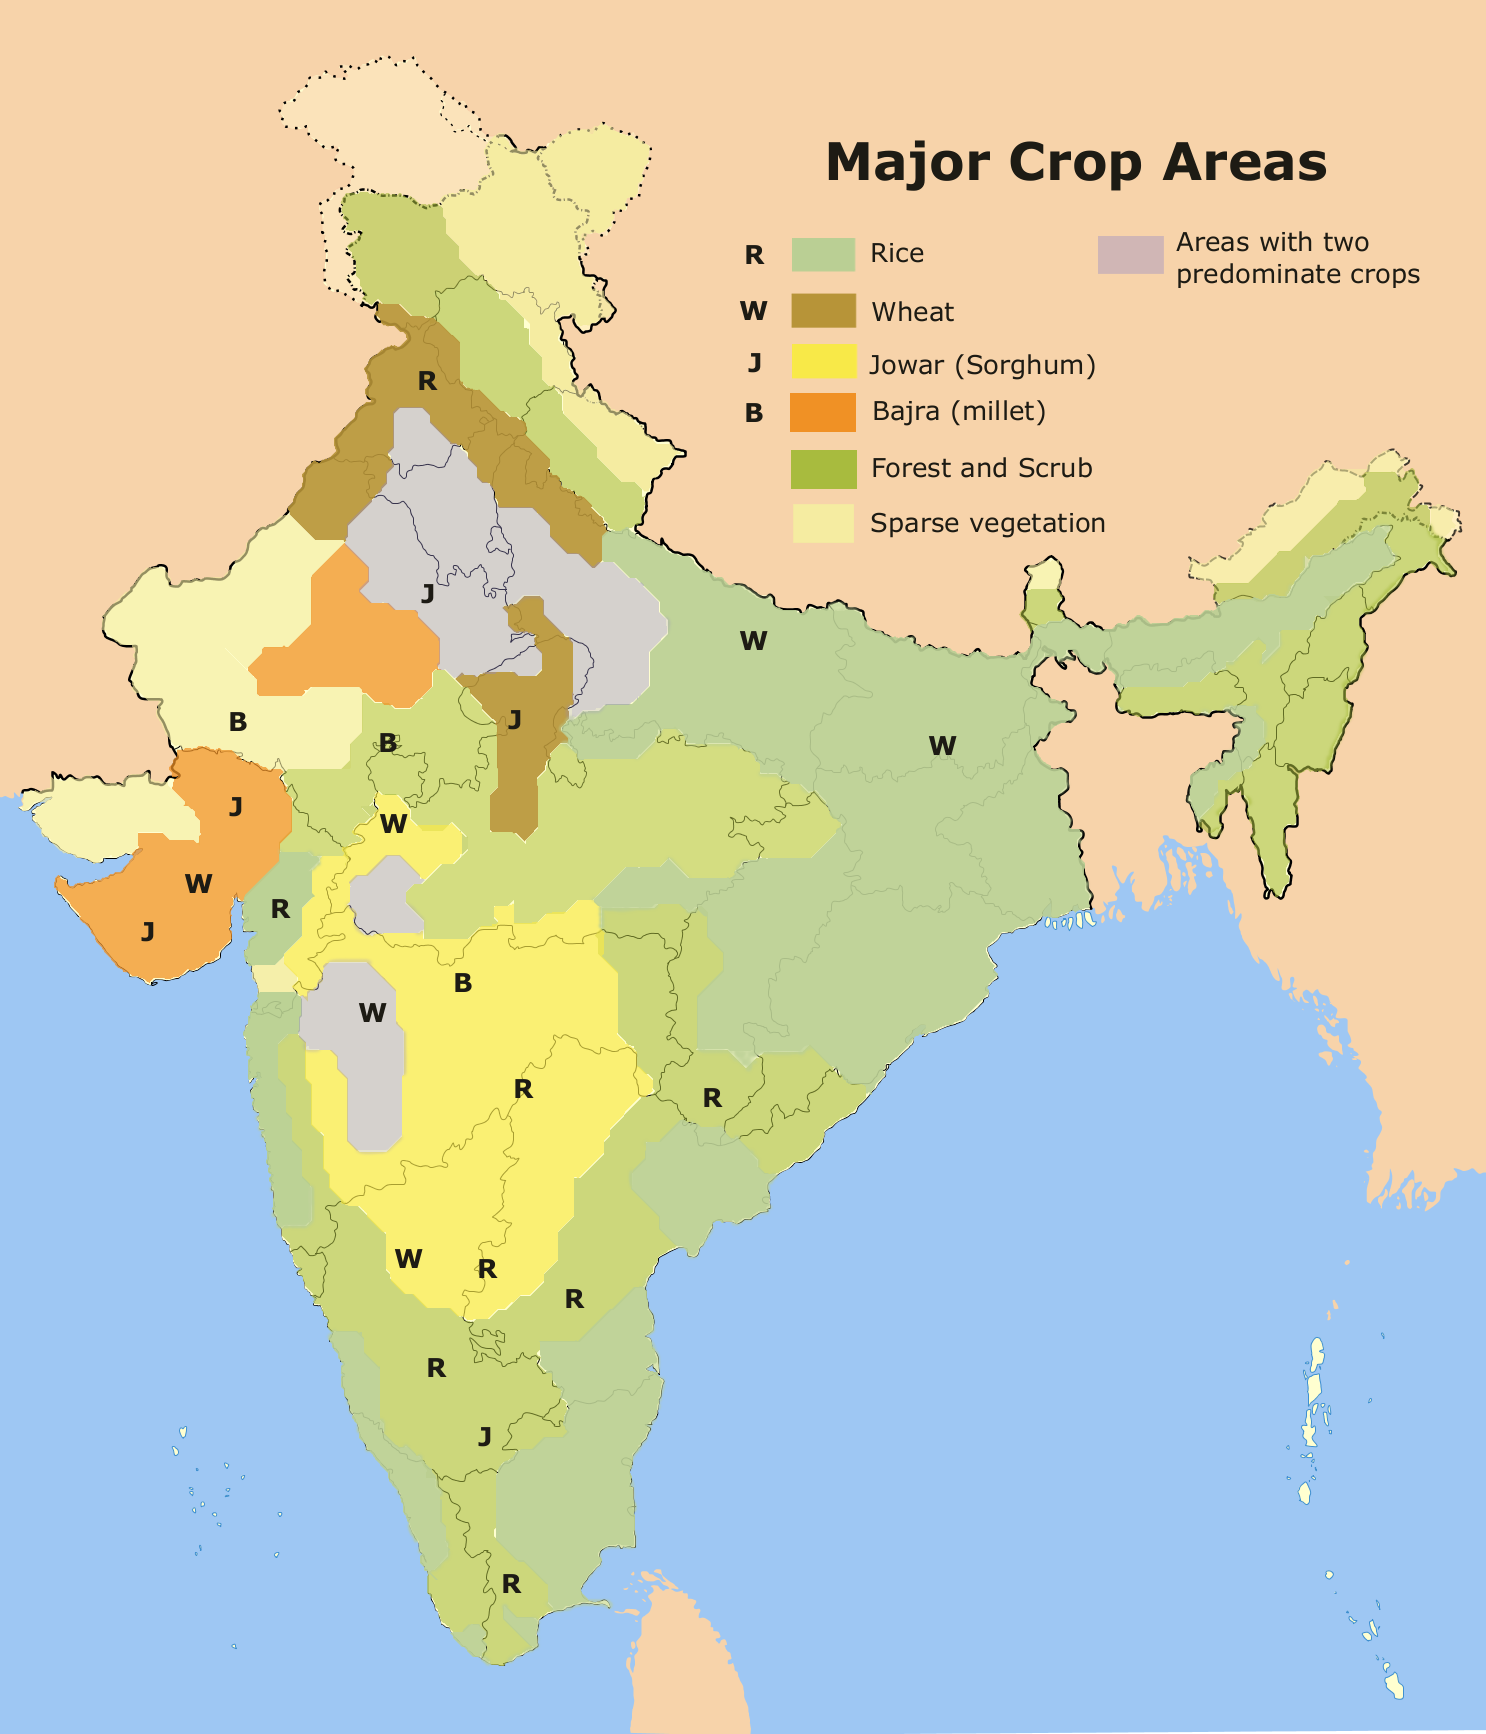 Major Crop Areas
R Rice
Areas with two
predominate crops
W Wheat
J Jowar (Sorghum)
B Bajra (millet)
Forest and Scrub
Sparse vegetation
R
J
W
B
J
B
W
J
W
W
R
J
B
W
R
R
W
R
R
R
J
R